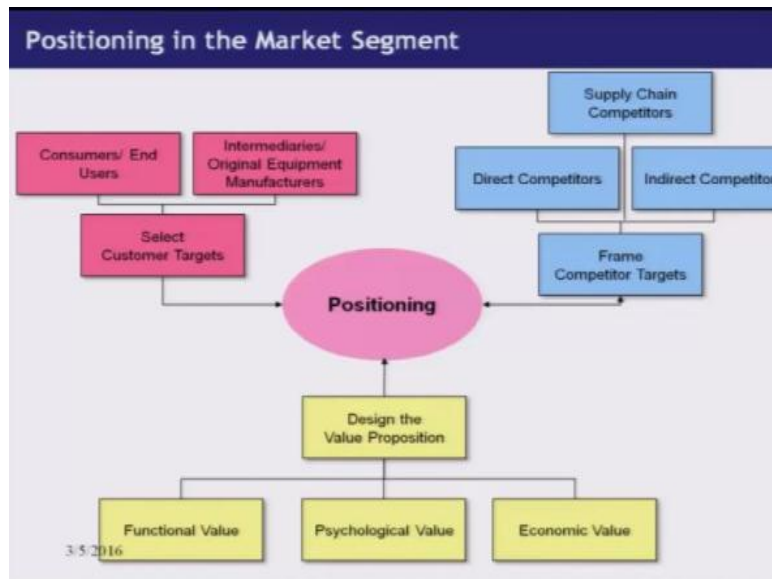 Positioning in the Market Segment
Supply Chain
Competitors
Consumers/ End
Users
Intermediaries/
Original Equipment
Manufacturers
Direct Competitors
Indirect Competitor
Select
Customer Targets
Frame
Competitor Targets
Positioning
Design the
Value Proposition
Functional Value
Psychological Value
Economic Value
3/5/2016